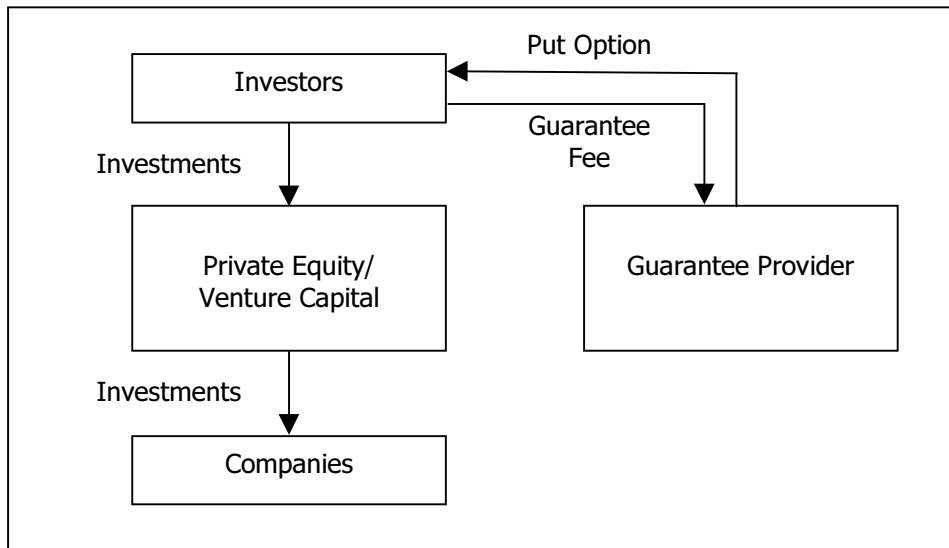 Put Option
Investors
Guarantee
Fee
Investments
Private Equity/
Venture Capital
Guarantee Provider
Investments
Companies